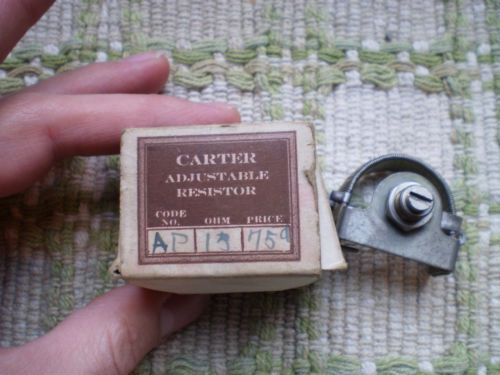 CARTER
ADJUSTABLE
RESISTOR
CODE NO. OHM PRICE
AP 13 75¢